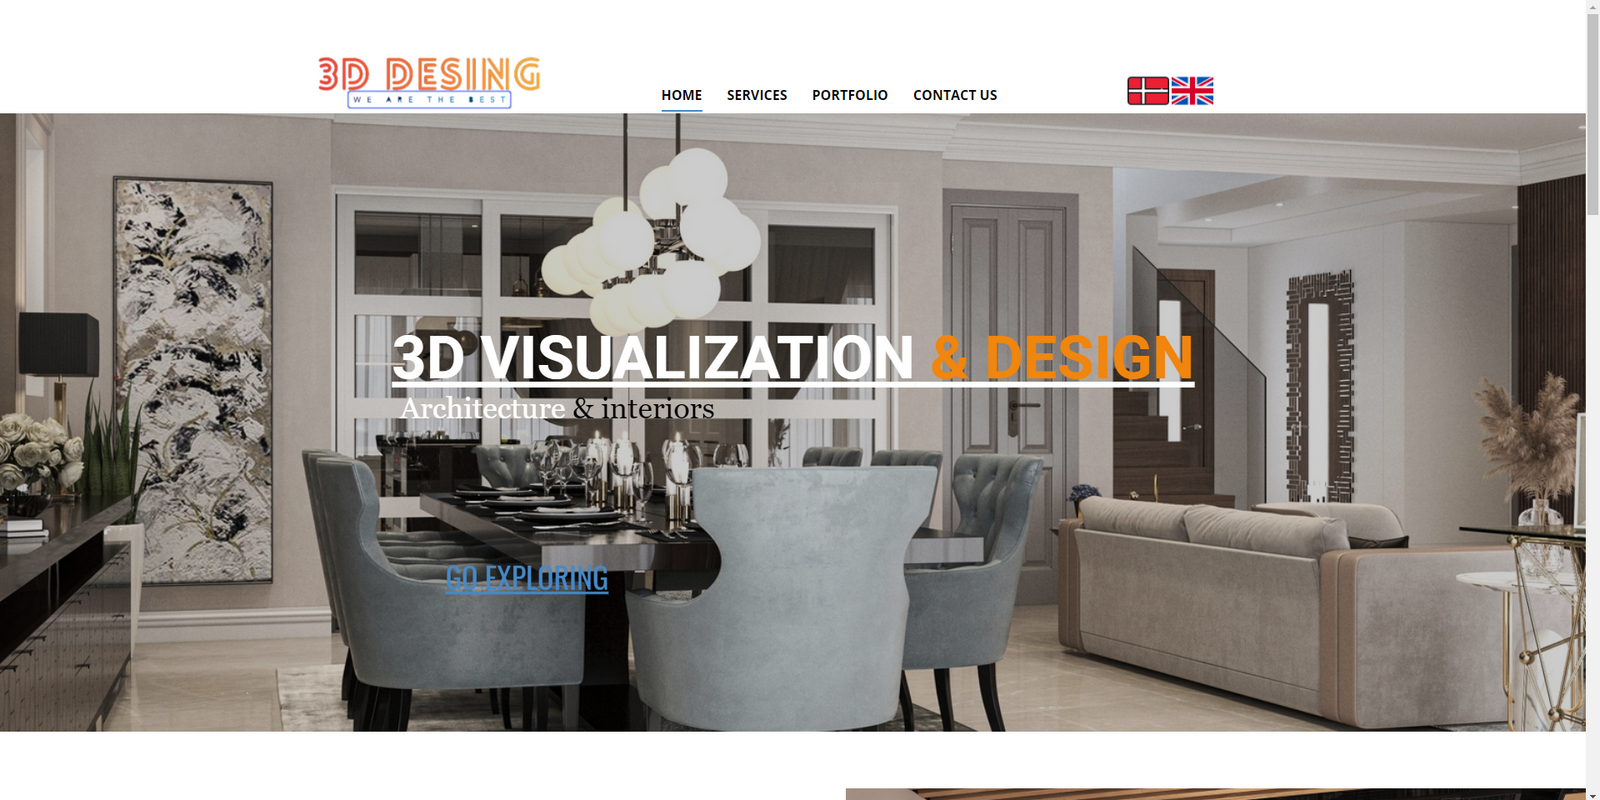 3D DESING
WE ARE THE BEST
HOME SERVICES PORTFOLIO CONTACT US
3D VISUALIZATION & DESIGN
Architecture & interiors
GO EXPLORING